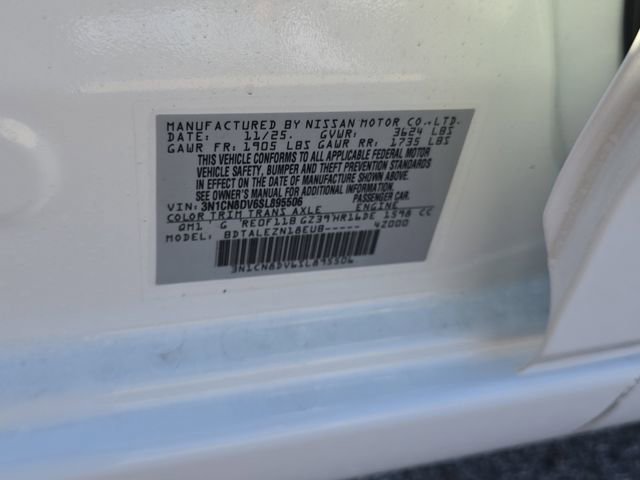 MANUFACTURED BY NISSAN MOTOR CO.,LTD.
DATE: 11/25. GVWR: 3624 LBS
GAWR FR: 1905 LBS GAWR RR: 1735 LBS
THIS VEHICLE CONFORMS TO ALL APPLICABLE FEDERAL MOTOR
VEHICLE SAFETY, BUMPER AND THEFT PREVENTION STANDARDS
IN EFFECT ON THE DATE OF MANUFACTURE SHOWN ABOVE.
SEE OWNER'S MANUAL FOR ADDITIONAL INFORMATION.
VIN: 3N1CN8DV6SL895506 PASSENGER CAR
COLOR TRIM TRANS AXLE ENGINE
QM1 G RE0F11B GZ39 HR16DE 1598 CC
MODEL: BDTALEZN18EUB----- 42000
3N1CN8DV6SL895506